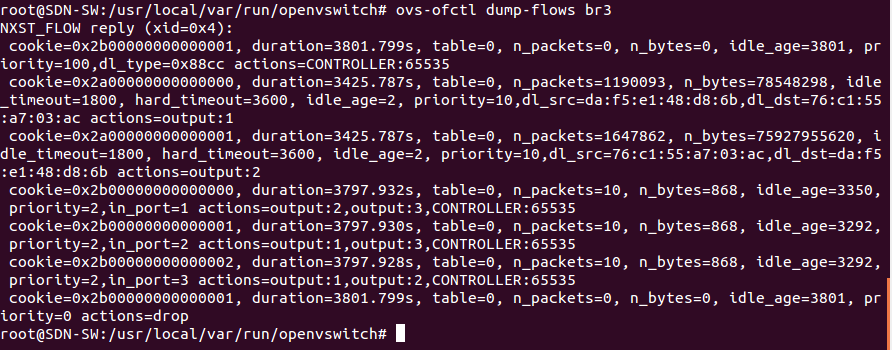 root@SDN-SW:/usr/local/var/run/openvswitch# ovs-ofctl dump-flows br3
NXST_FLOW reply (xid=0x4):
 cookie=0x2b00000000000001, duration=3801.799s, table=0, n_packets=0, n_bytes=0, idle_age=3801, pr
iority=100,dl_type=0x88cc actions=CONTROLLER:65535
 cookie=0x2a00000000000000, duration=3425.787s, table=0, n_packets=1190093, n_bytes=78548298, idle
_timeout=1800, hard_timeout=3600, idle_age=2, priority=10,dl_src=da:f5:e1:48:d8:6b,dl_dst=76:c1:55
:a7:03:ac actions=output:1
 cookie=0x2a00000000000001, duration=3425.787s, table=0, n_packets=1647862, n_bytes=75927955620, i
dle_timeout=1800, hard_timeout=3600, idle_age=2, priority=10,dl_src=76:c1:55:a7:03:ac,dl_dst=da:f5
:e1:48:d8:6b actions=output:2
 cookie=0x2b00000000000000, duration=3797.932s, table=0, n_packets=10, n_bytes=868, idle_age=3350,
 priority=2,in_port=1 actions=output:2,output:3,CONTROLLER:65535
 cookie=0x2b00000000000001, duration=3797.930s, table=0, n_packets=10, n_bytes=868, idle_age=3292,
 priority=2,in_port=2 actions=output:1,output:3,CONTROLLER:65535
 cookie=0x2b00000000000002, duration=3797.928s, table=0, n_packets=10, n_bytes=868, idle_age=3292,
 priority=2,in_port=3 actions=output:1,output:2,CONTROLLER:65535
 cookie=0x2b00000000000001, duration=3801.799s, table=0, n_packets=0, n_bytes=0, idle_age=3801, pr
iority=0 actions=drop
root@SDN-SW:/usr/local/var/run/openvswitch#